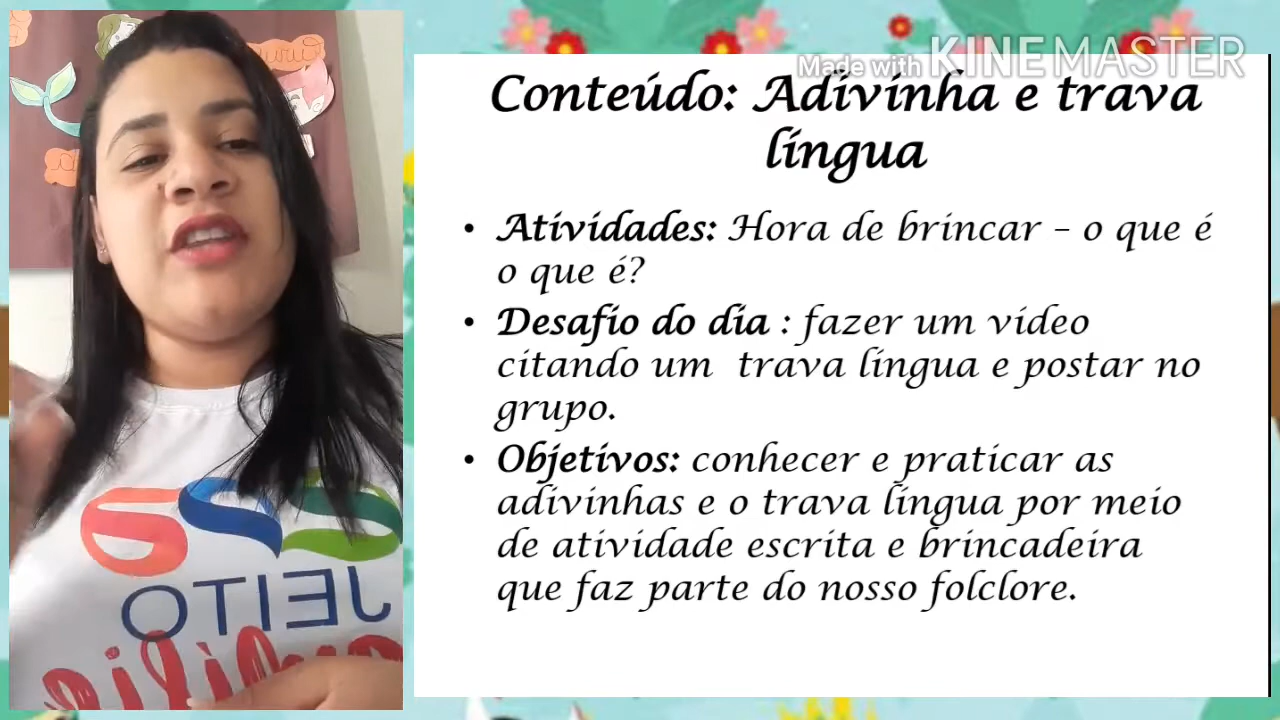 Made with KINEMASTER
Conteúdo: Adivinha e trava
língua
• Atividades: Hora de brincar – o que é
o que é?
• Desafio do dia : fazer um vídeo
citando um trava língua e postar no
grupo.
• Objetivos: conhecer e praticar as
adivinhas e o trava língua por meio
de atividade escrita e brincadeira
que faz parte do nosso folclore.
JEITO